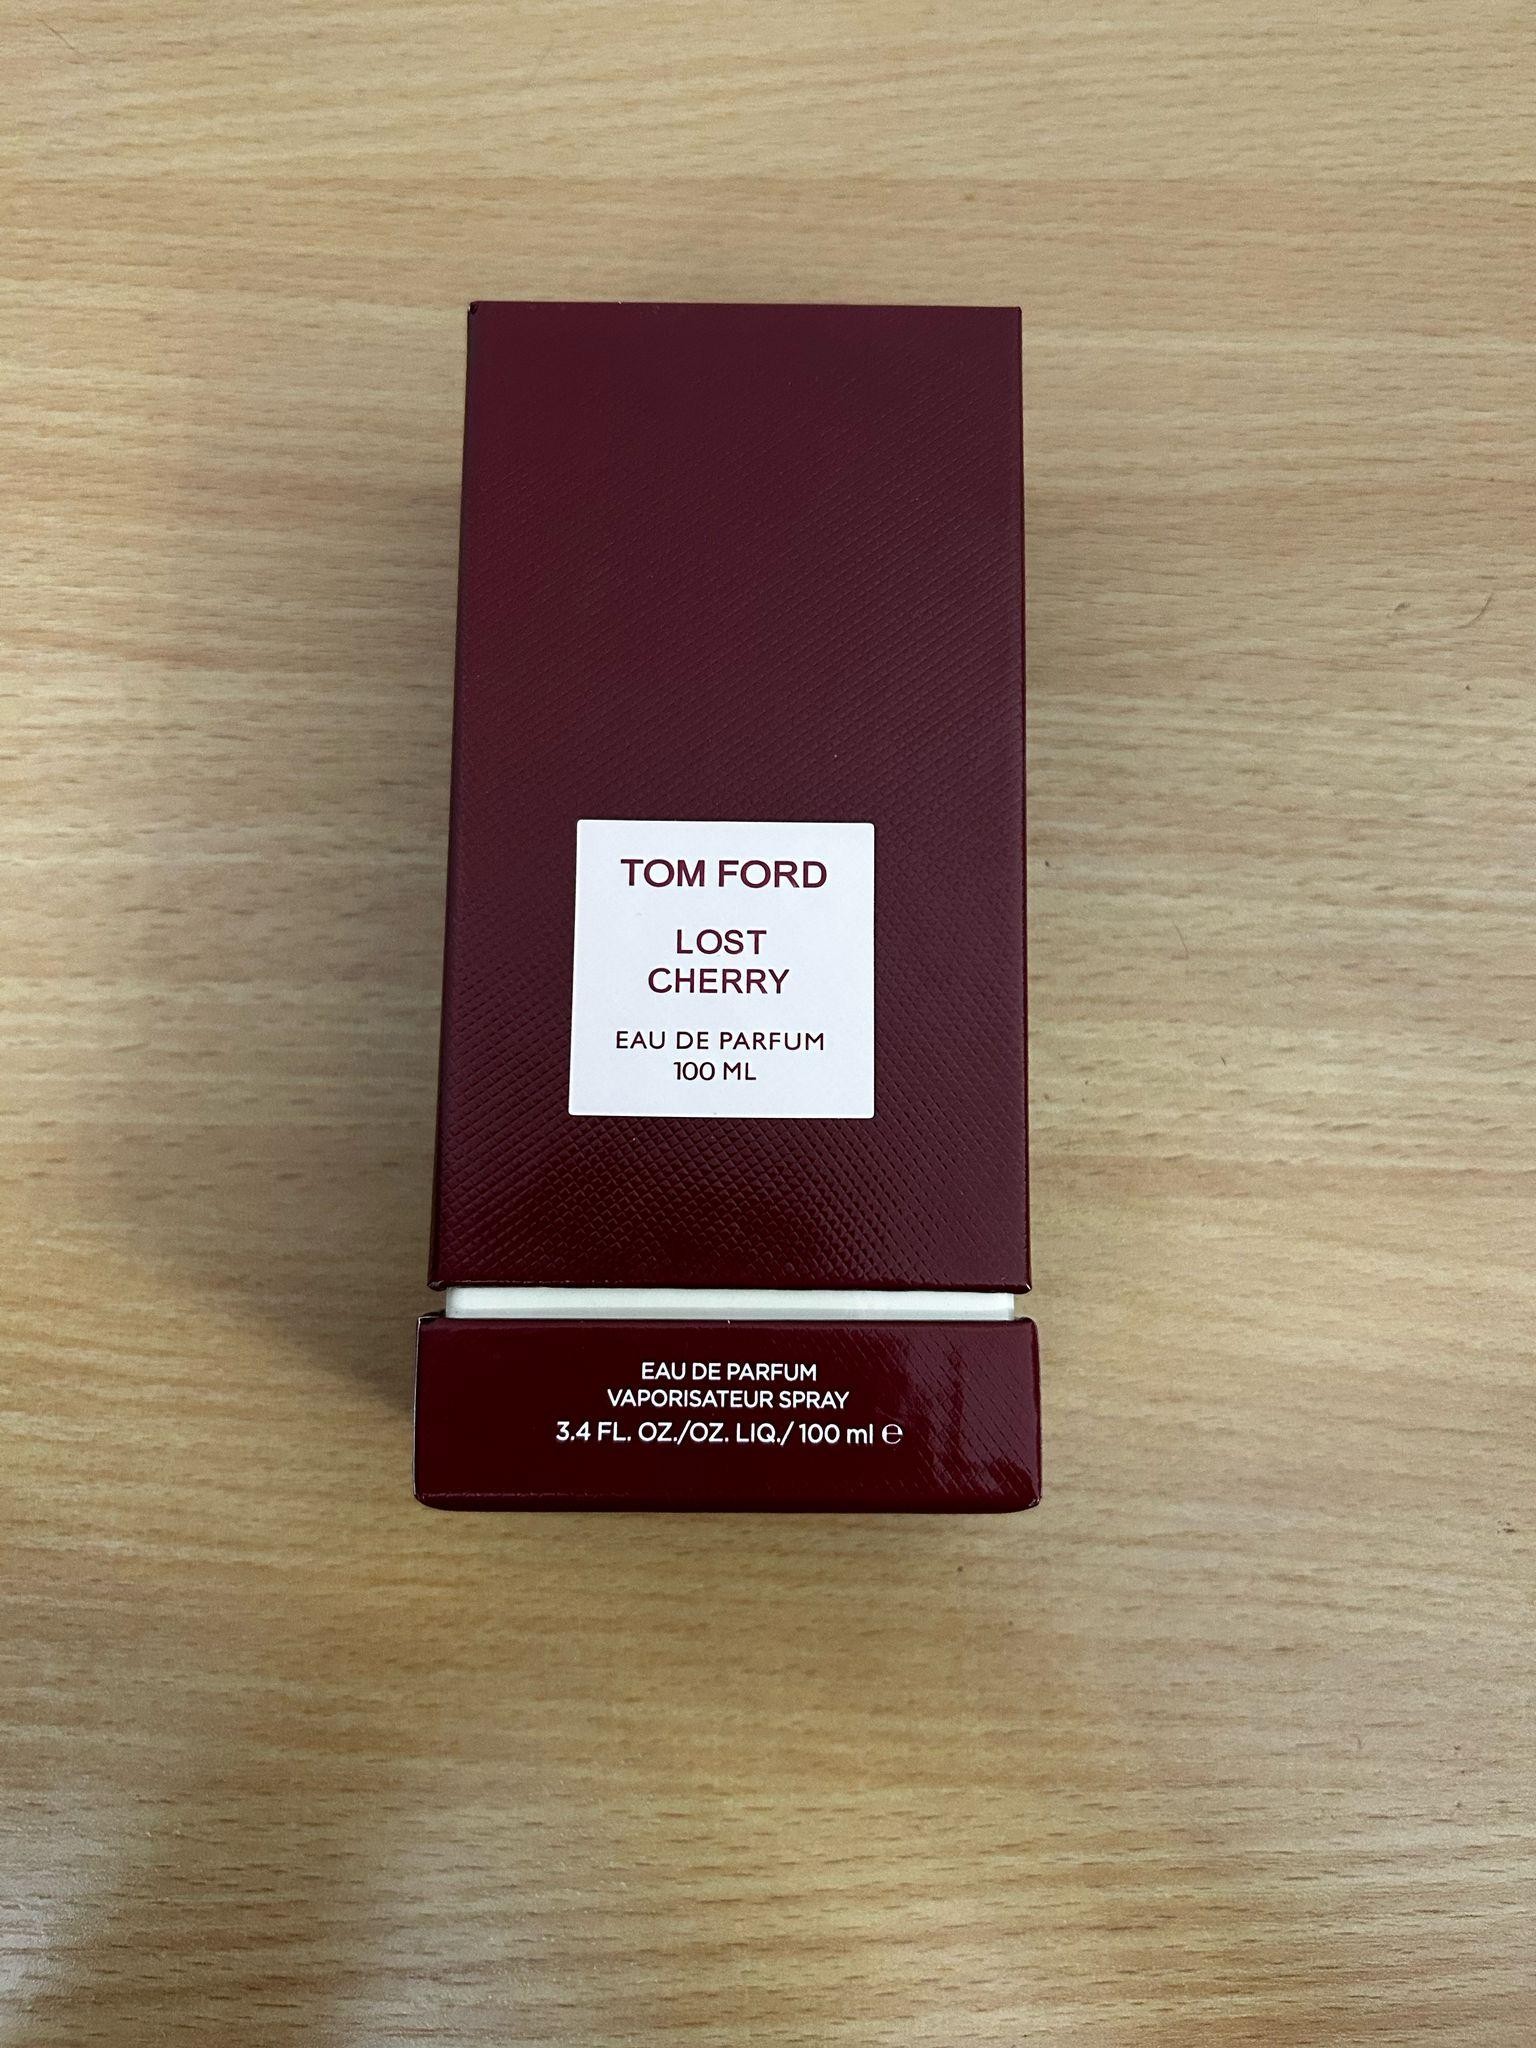 TOM FORD
LOST
CHERRY
EAU DE PARFUM
100 ML
EAU DE PARFUM
VAPORISATEUR SPRAY
3.4 FL. OZ./OZ. LIQ./ 100 ml ℮